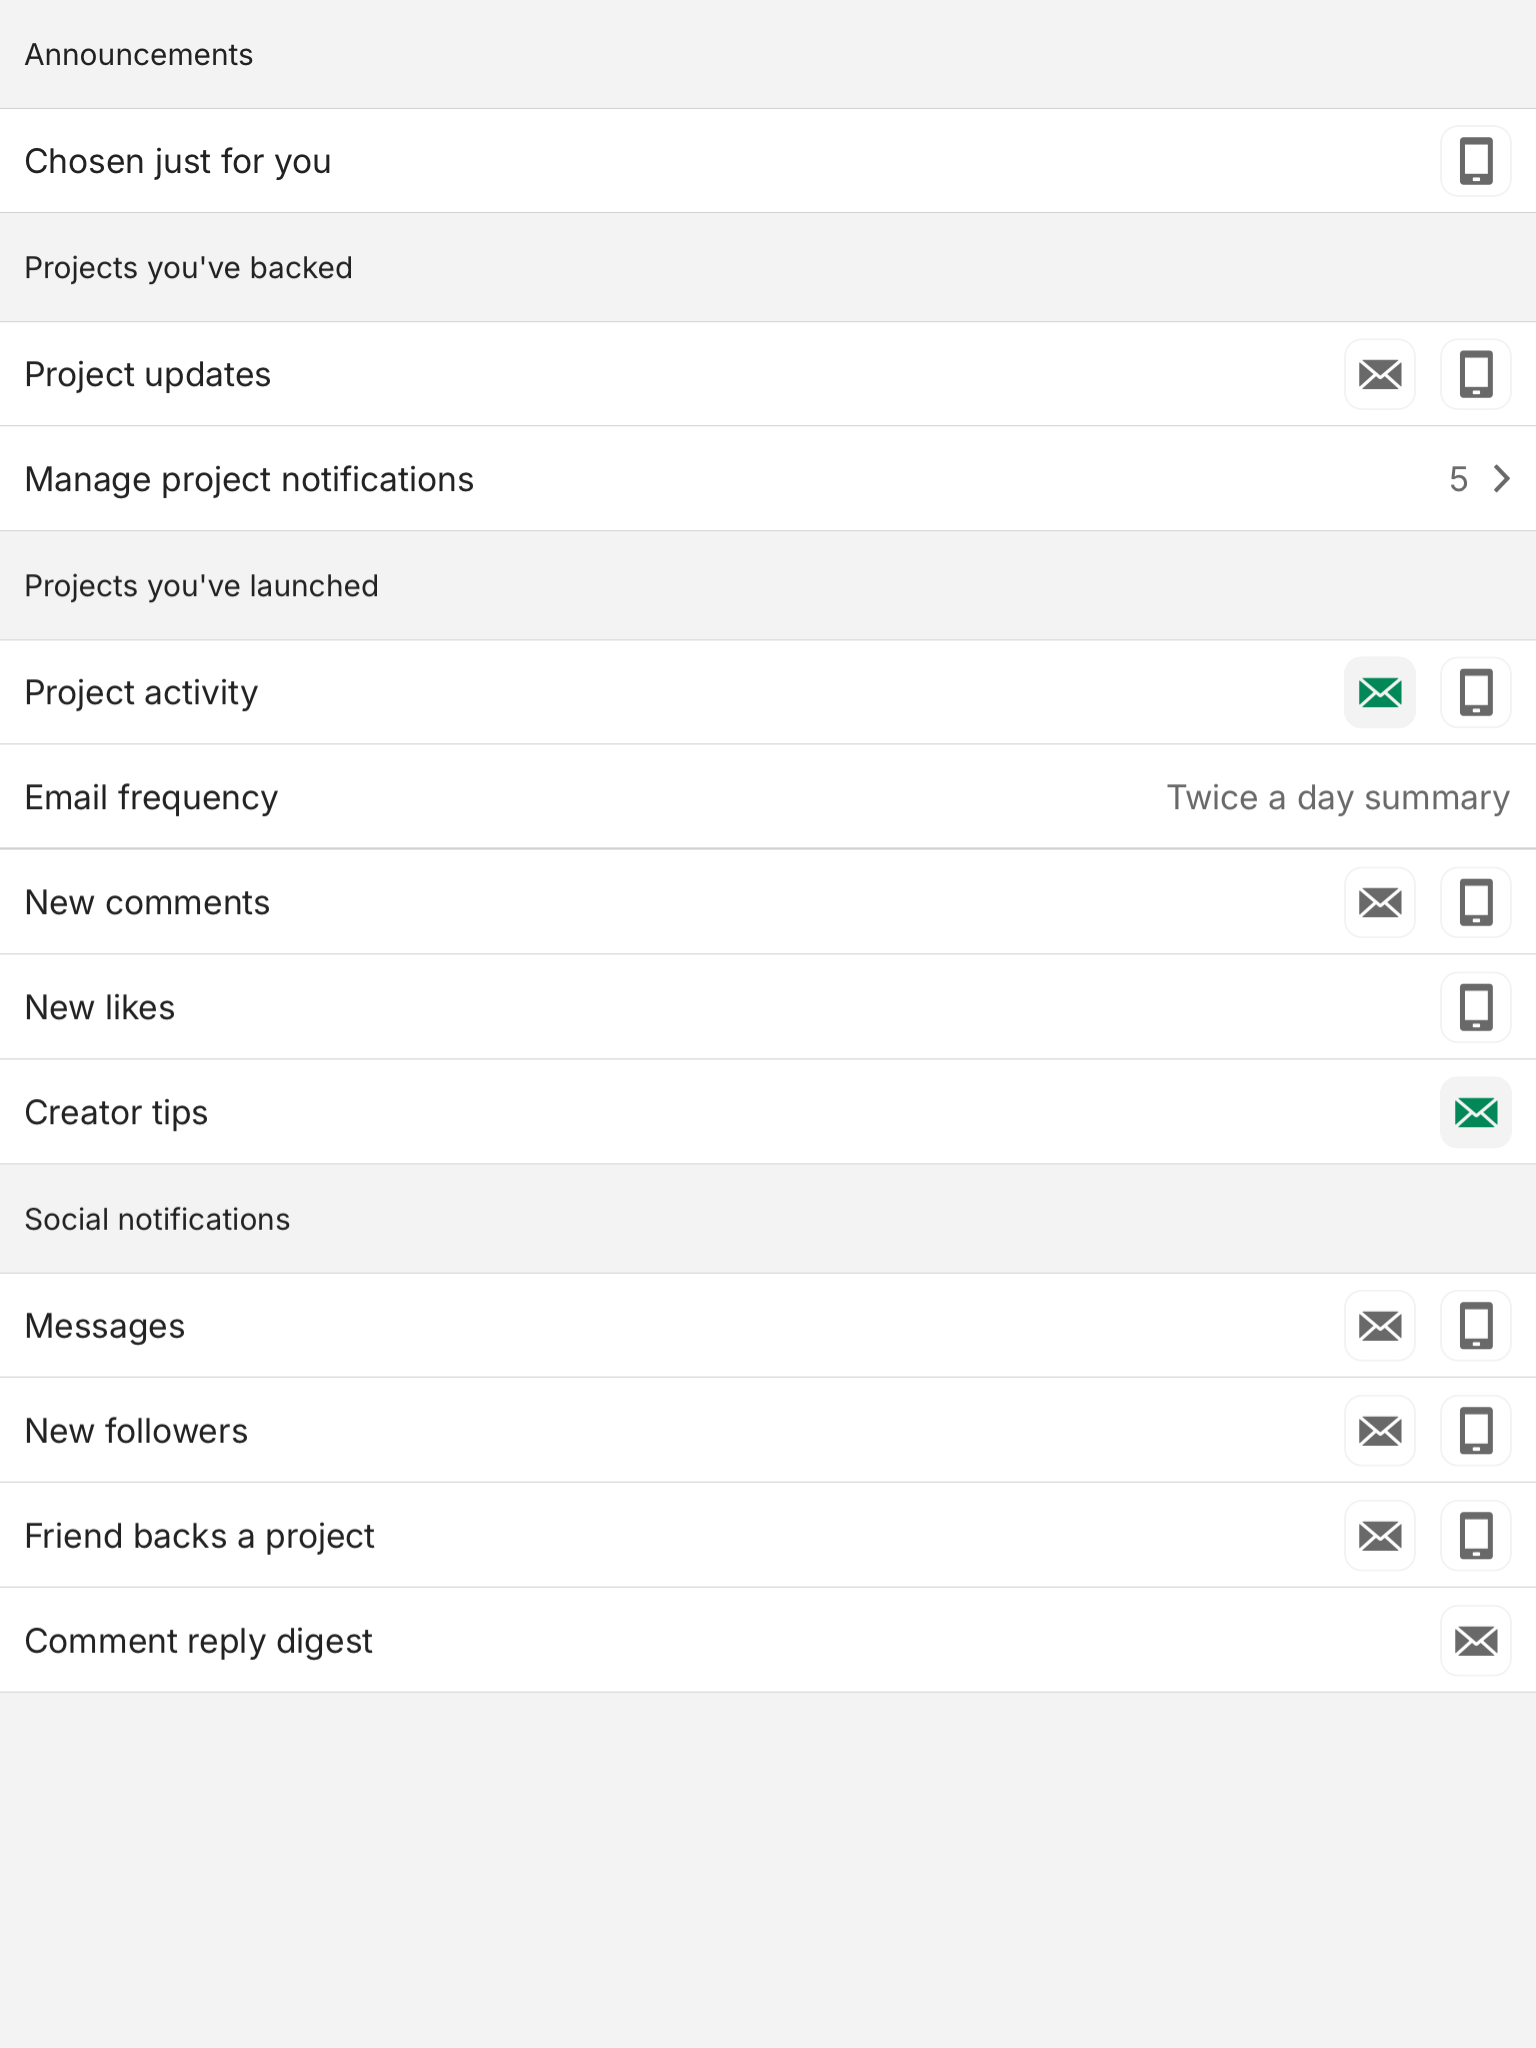 Announcements
Chosen just for you
Projects you've backed
Project updates
Manage project notifications 5
Projects you've launched
Project activity
Email frequency Twice a day summary
New comments
New likes
Creator tips
Social notifications
Messages
New followers
Friend backs a project
Comment reply digest